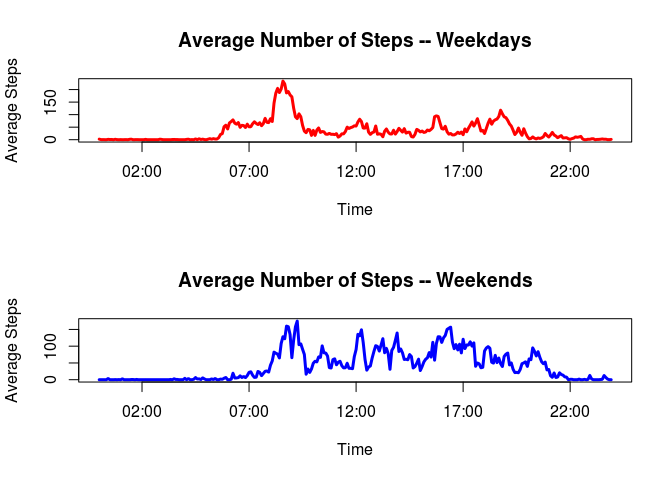 Average Number of Steps -- Weekdays
Average Steps
150
0
02:00 07:00 12:00 17:00 22:00
Time
Average Number of Steps -- Weekends
Average Steps
100
0
02:00 07:00 12:00 17:00 22:00
Time